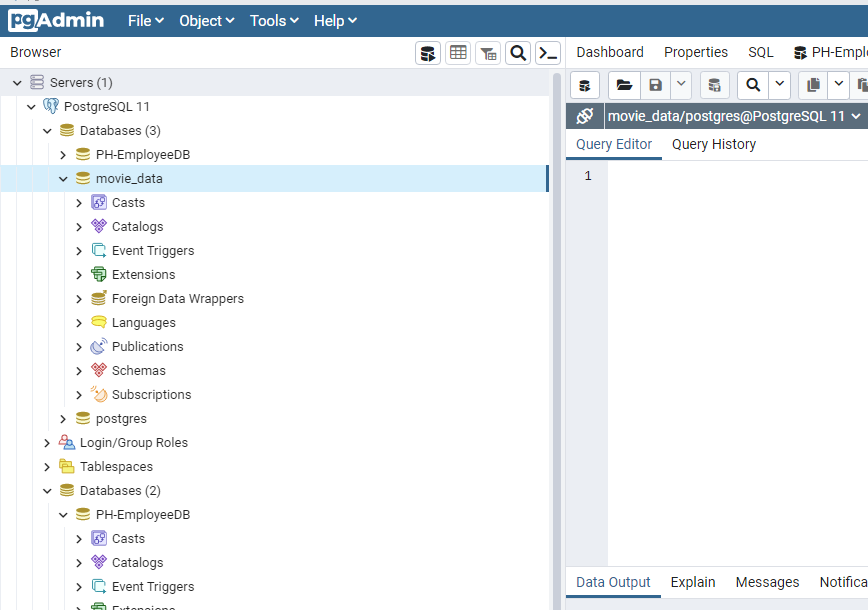 pgAdmin File Object Tools Help
Browser
Dashboard Properties SQL PH-Emplo
Servers (1)
PostgreSQL 11
Databases (3)
PH-EmployeeDB
movie_data
Casts
Catalogs
Event Triggers
Extensions
Foreign Data Wrappers
Languages
Publications
Schemas
Subscriptions
postgres
Login/Group Roles
Tablespaces
Databases (2)
PH-EmployeeDB
Casts
Catalogs
Event Triggers
Extensions
movie_data/postgres@PostgreSQL 11
Query Editor Query History
1
Data Output Explain Messages Notifica